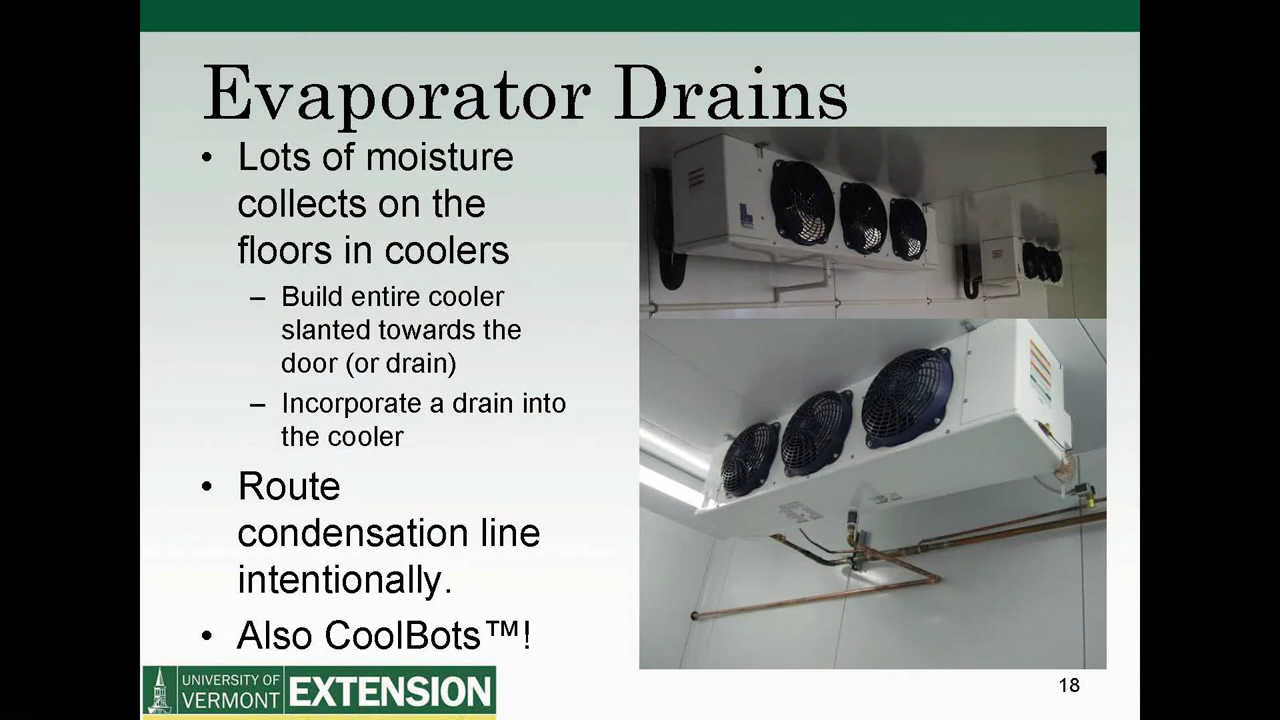 Evaporator Drains
• Lots of moisture
collects on the
floors in coolers
– Build entire cooler
slanted towards the
door (or drain)
– Incorporate a drain into
the cooler
• Route
condensation line
intentionally.
• Also CoolBots™!
UNIVERSITY OF
VERMONT
EXTENSION
18